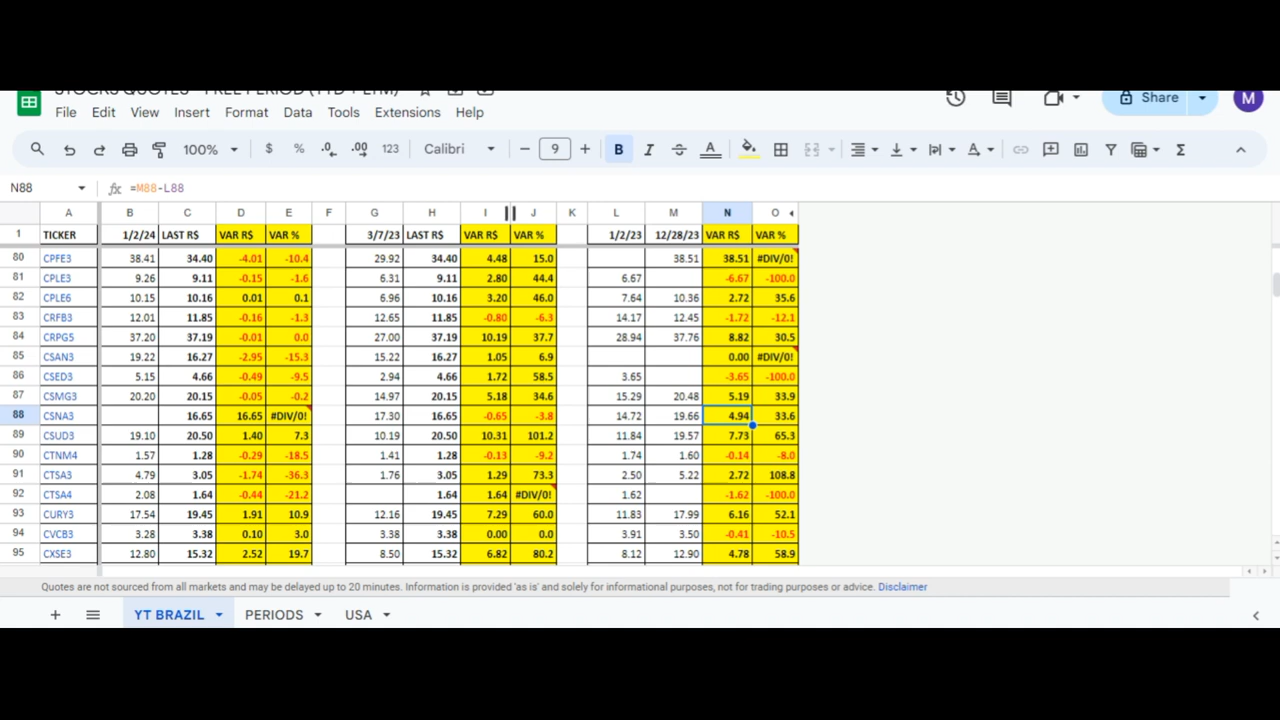 STOCKS QUOTES - FREE PERIOD (YTD + LTM)
File Edit View Insert Format Data Tools Extensions Help
Share M
100% $ % .0 .00 123 Calibri 9 B I A Σ
N88 fx =M88-L88
A B C D E F G H I J K L M N O
1 TICKER 1/2/24 LAST R$ VAR R$ VAR % 3/7/23 LAST R$ VAR R$ VAR % 1/2/23 12/28/23 VAR R$ VAR %
80 CPFE3 38.41 34.40 -4.01 -10.4 29.92 34.40 4.48 15.0 38.51 38.51 #DIV/0!
81 CPLE3 9.26 9.11 -0.15 -1.6 6.31 9.11 2.80 44.4 6.67 -6.67 -100.0
82 CPLE6 10.15 10.16 0.01 0.1 6.96 10.16 3.20 46.0 7.64 10.36 2.72 35.6
83 CRFB3 12.01 11.85 -0.16 -1.3 12.65 11.85 -0.80 -6.3 14.17 12.45 -1.72 -12.1
84 CRPG5 37.20 37.19 -0.01 0.0 27.00 37.19 10.19 37.7 28.94 37.76 8.82 30.5
85 CSAN3 19.22 16.27 -2.95 -15.3 15.22 16.27 1.05 6.9 0.00 #DIV/0!
86 CSED3 5.15 4.66 -0.49 -9.5 2.94 4.66 1.72 58.5 3.65 -3.65 -100.0
87 CSMG3 20.20 20.15 -0.05 -0.2 14.97 20.15 5.18 34.6 15.29 20.48 5.19 33.9
88 CSNA3 16.65 16.65 #DIV/0! 17.30 16.65 -0.65 -3.8 14.72 19.66 4.94 33.6
89 CSUD3 19.10 20.50 1.40 7.3 10.19 20.50 10.31 101.2 11.84 19.57 7.73 65.3
90 CTNM4 1.57 1.28 -0.29 -18.5 1.41 1.28 -0.13 -9.2 1.74 1.60 -0.14 -8.0
91 CTSA3 4.79 3.05 -1.74 -36.3 1.76 3.05 1.29 73.3 2.50 5.22 2.72 108.8
92 CTSA4 2.08 1.64 -0.44 -21.2 1.64 1.64 #DIV/0! 1.62 -1.62 -100.0
93 CURY3 17.54 19.45 1.91 10.9 12.16 19.45 7.29 60.0 11.83 17.99 6.16 52.1
94 CVCB3 3.28 3.38 0.10 3.0 3.38 3.38 0.00 0.0 3.91 3.50 -0.41 -10.5
95 CXSE3 12.80 15.32 2.52 19.7 8.50 15.32 6.82 80.2 8.12 12.90 4.78 58.9
Quotes are not sourced from all markets and may be delayed up to 20 minutes. Information is provided 'as is' and solely for informational purposes, not for trading purposes or advice. Disclaimer
YT BRAZIL PERIODS USA